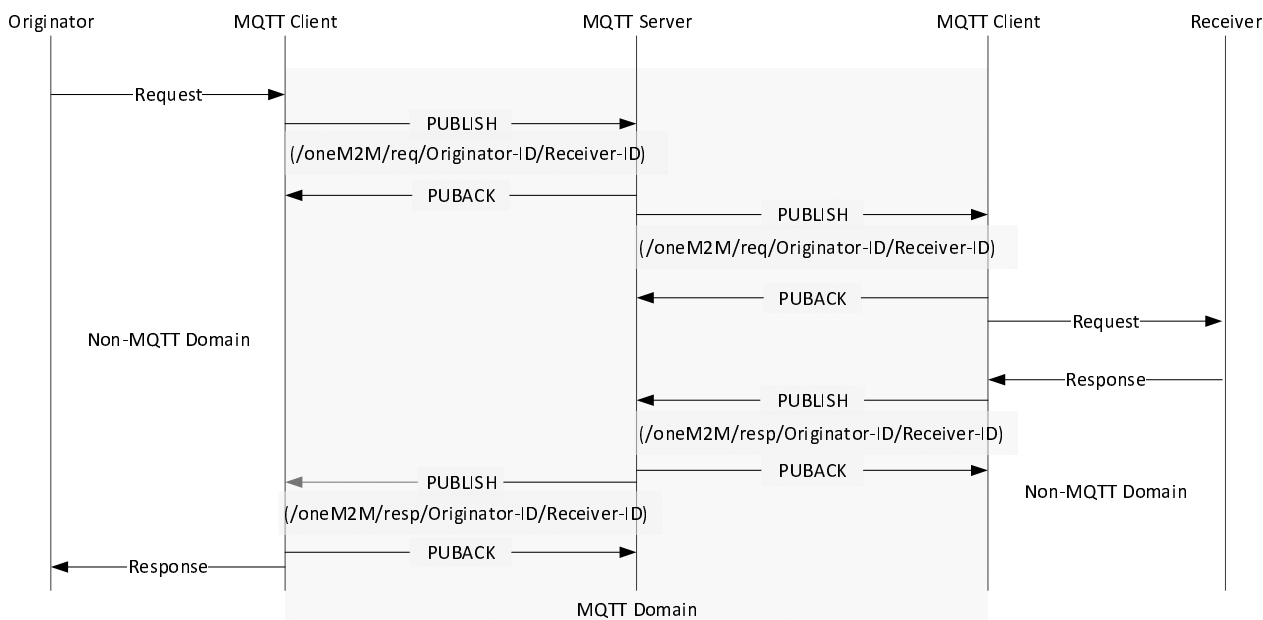 Originator MQTT Client MQTT Server MQTT Client Receiver
Request
PUBLISH
(/oneM2M/req/Originator-ID/Receiver-ID)
PUBACK
PUBLISH
(/oneM2M/req/Originator-ID/Receiver-ID)
PUBACK
Request
Non-MQTT Domain
Response
PUBLISH
(/oneM2M/resp/Originator-ID/Receiver-ID)
PUBACK
PUBLISH
Non-MQTT Domain
(/oneM2M/resp/Originator-ID/Receiver-ID)
PUBACK
Response
MQTT Domain